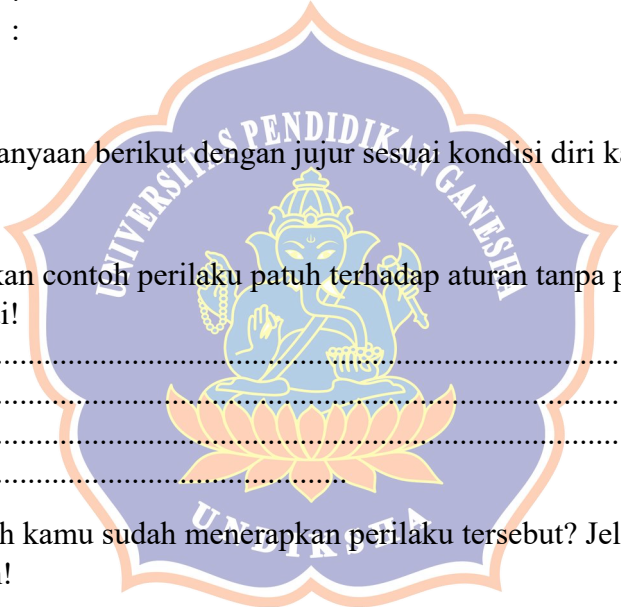 :
UNIVERSITAS PENDIDIKAN GANESHA
anyaan berikut dengan jujur sesuai kondisi diri ka
kan contoh perilaku patuh terhadap aturan tanpa p
i!
................................................................................
................................................................................
................................................................................
.............................................
h kamu sudah menerapkan perilaku tersebut? Jel
!
UNDIKSHA